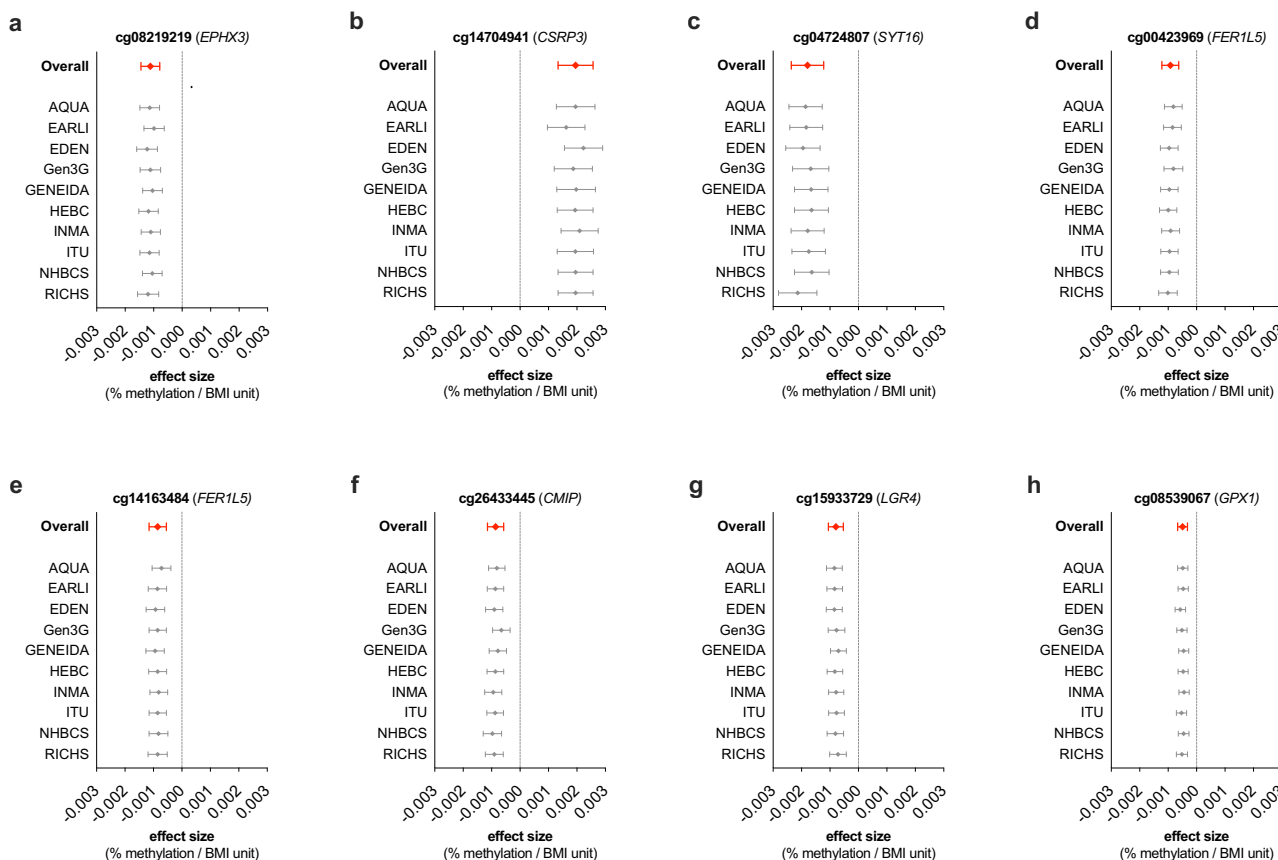 a
cg08219219 (EPHX3)
Overall
AQUA
EARLI
EDEN
Gen3G
GENEIDA
HEBC
INMA
ITU
NHBCS
RICHS
-0.003
-0.002
-0.001
0.000
0.001
0.002
0.003
effect size
(% methylation / BMI unit)
b
cg14704941 (CSRP3)
Overall
AQUA
EARLI
EDEN
Gen3G
GENEIDA
HEBC
INMA
ITU
NHBCS
RICHS
-0.003
-0.002
-0.001
0.000
0.001
0.002
0.003
effect size
(% methylation / BMI unit)
c
cg04724807 (SYT16)
Overall
AQUA
EARLI
EDEN
Gen3G
GENEIDA
HEBC
INMA
ITU
NHBCS
RICHS
-0.003
-0.002
-0.001
0.000
0.001
0.002
0.003
effect size
(% methylation / BMI unit)
d
cg00423969 (FER1L5)
Overall
AQUA
EARLI
EDEN
Gen3G
GENEIDA
HEBC
INMA
ITU
NHBCS
RICHS
-0.003
-0.002
-0.001
0.000
0.001
0.002
0.003
effect size
(% methylation / BMI unit)
e
cg14163484 (FER1L5)
Overall
AQUA
EARLI
EDEN
Gen3G
GENEIDA
HEBC
INMA
ITU
NHBCS
RICHS
-0.003
-0.002
-0.001
0.000
0.001
0.002
0.003
effect size
(% methylation / BMI unit)
f
cg26433445 (CMIP)
Overall
AQUA
EARLI
EDEN
Gen3G
GENEIDA
HEBC
INMA
ITU
NHBCS
RICHS
-0.003
-0.002
-0.001
0.000
0.001
0.002
0.003
effect size
(% methylation / BMI unit)
g
cg15933729 (LGR4)
Overall
AQUA
EARLI
EDEN
Gen3G
GENEIDA
HEBC
INMA
ITU
NHBCS
RICHS
-0.003
-0.002
-0.001
0.000
0.001
0.002
0.003
effect size
(% methylation / BMI unit)
h
cg08539067 (GPX1)
Overall
AQUA
EARLI
EDEN
Gen3G
GENEIDA
HEBC
INMA
ITU
NHBCS
RICHS
-0.003
-0.002
-0.001
0.000
0.001
0.002
0.003
effect size
(% methylation / BMI unit)